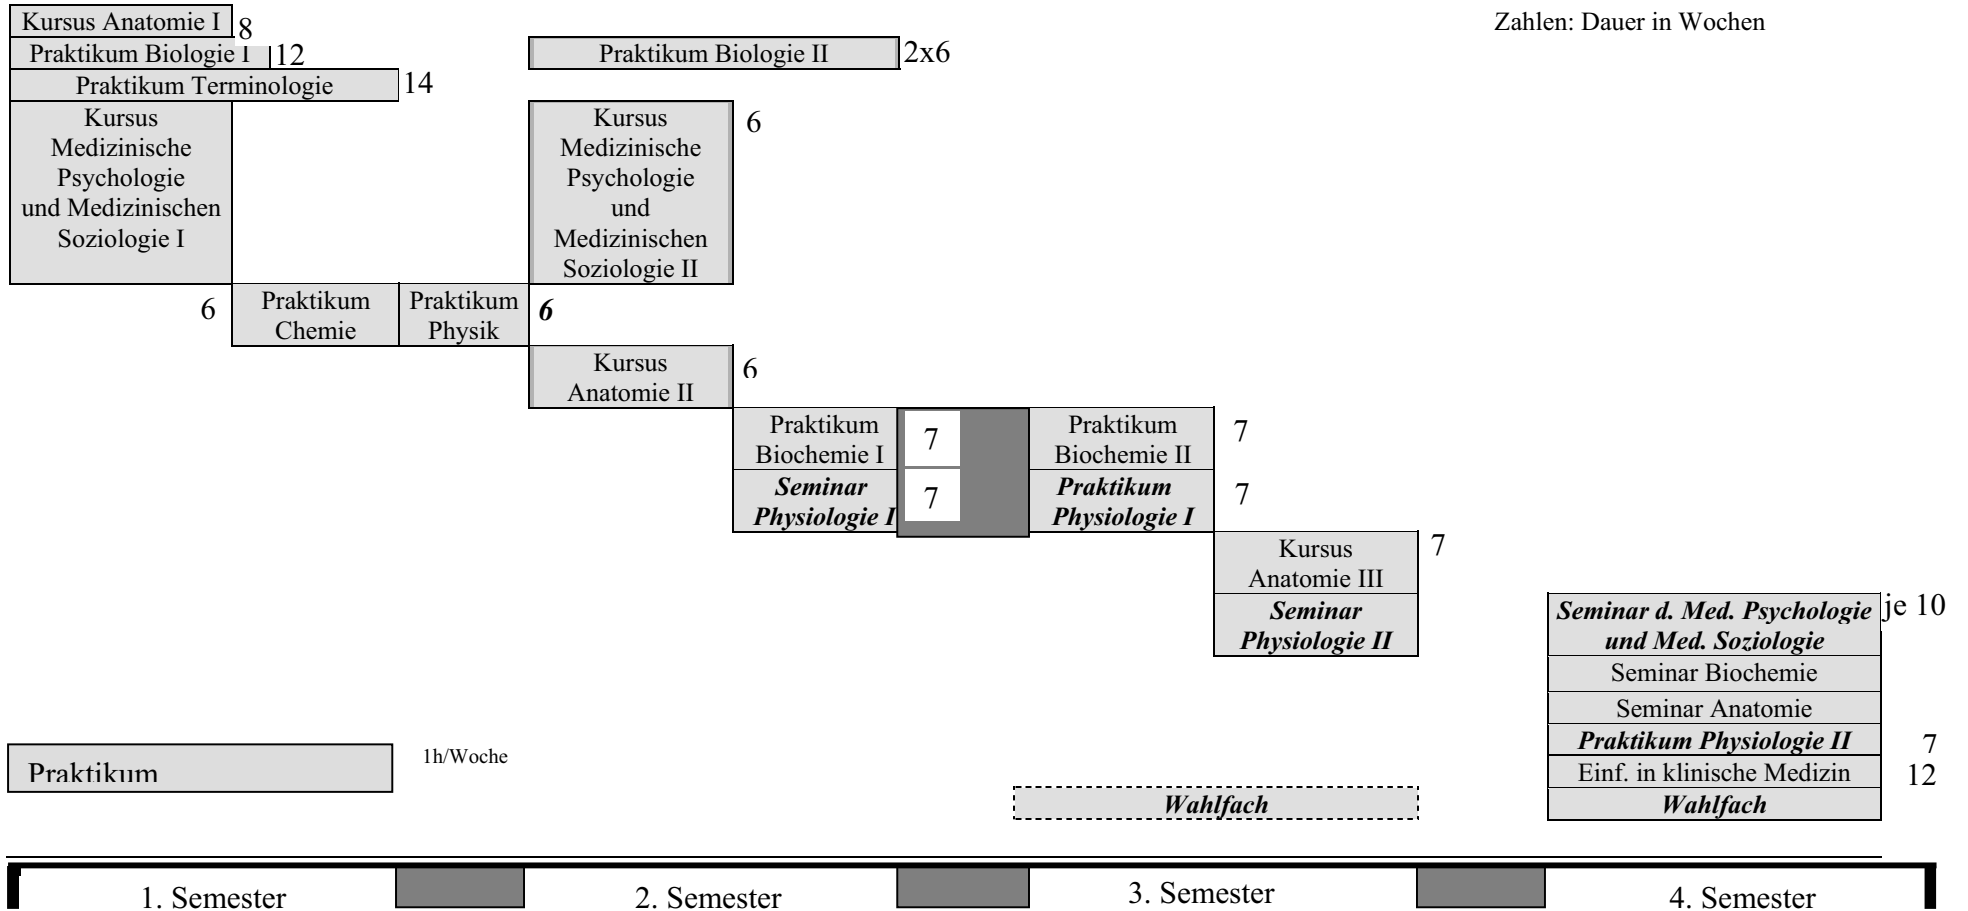 Kursus Anatomie I
8
Zahlen: Dauer in Wochen
Praktikum Biologie I
12
Praktikum Biologie II
2x6
Praktikum Terminologie
14
Kursus
Medizinische
Psychologie
und Medizinischen
Soziologie I
Kursus
Medizinische
Psychologie
und
Medizinischen
Soziologie II
6
6
Praktikum
Chemie
Praktikum
Physik
6
Kursus
Anatomie II
6
Praktikum
Biochemie I
7
Praktikum
Biochemie II
7
Seminar
Physiologie I
7
Praktikum
Physiologie I
7
Kursus
Anatomie III
7
Seminar
Physiologie II
Seminar d. Med. Psychologie
und Med. Soziologie
je 10
Seminar Biochemie
Seminar Anatomie
Praktikum Physiologie II
7
Einf. in klinische Medizin
12
Wahlfach
Praktikum
1h/Woche
Wahlfach
1. Semester
2. Semester
3. Semester
4. Semester